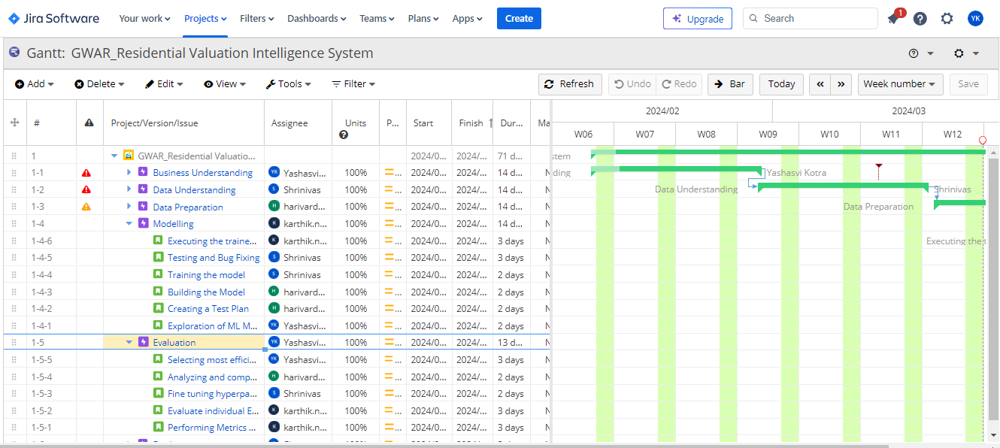 Jira Software Your work Projects Filters Dashboards Teams Plans Apps Create Upgrade Search 1 ? YK
Gantt: GWAR_Residential Valuation Intelligence System
Add Delete Edit View Tools Filter Refresh Undo Redo Bar Today « » Week number Save
# Project/Version/Issue Assignee Units P... Start Finish Dur... Ma
2024/02 2024/03
W06 W07 W08 W09 W10 W11 W12
1 GWAR_Residential Valuatio... 2024/0... 2024/... 71 d... stem
1-1 Business Understanding YK Yashasvi... 100% ... 2024/0... 2024/... 14 d... N ding Yashasvi Kotra
1-2 Data Understanding S Shrinivas 100% ... 2024/0... 2024/... 14 d... N Data Understanding Shrinivas
1-3 Data Preparation H harivard... 100% ... 2024/0... 2024/... 14 d... N Data Preparation
1-4 Modelling K karthik.n... 100% ... 2024/0... 2024/... 14 d... N
1-4-6 Executing the traine... K karthik.n... 100% ... 2024/0... 2024/... 3 days N Executing the t
1-4-5 Testing and Bug Fixing S Shrinivas 100% ... 2024/0... 2024/... 3 days N
1-4-4 Training the model S Shrinivas 100% ... 2024/0... 2024/... 2 days N
1-4-3 Building the Model H harivard... 100% ... 2024/0... 2024/... 2 days N
1-4-2 Creating a Test Plan H harivard... 100% ... 2024/0... 2024/... 2 days N
1-4-1 Exploration of ML M... YK Yashasvi... 100% ... 2024/0... 2024/... 2 days N
1-5 Evaluation YK Yashasvi... 100% ... 2024/0... 2024/... 13 d... N
1-5-5 Selecting most effici... YK Yashasvi... 100% ... 2024/0... 2024/... 3 days N
1-5-4 Analyzing and comp... H harivard... 100% ... 2024/0... 2024/... 2 days N
1-5-3 Fine tuning hyperpa... S Shrinivas 100% ... 2024/0... 2024/... 2 days N
1-5-2 Evaluate individual E... K karthik.n... 100% ... 2024/0... 2024/... 3 days N
1-5-1 Performing Metrics ... K karthik.n... 100% ... 2024/0... 2024/... 3 days N